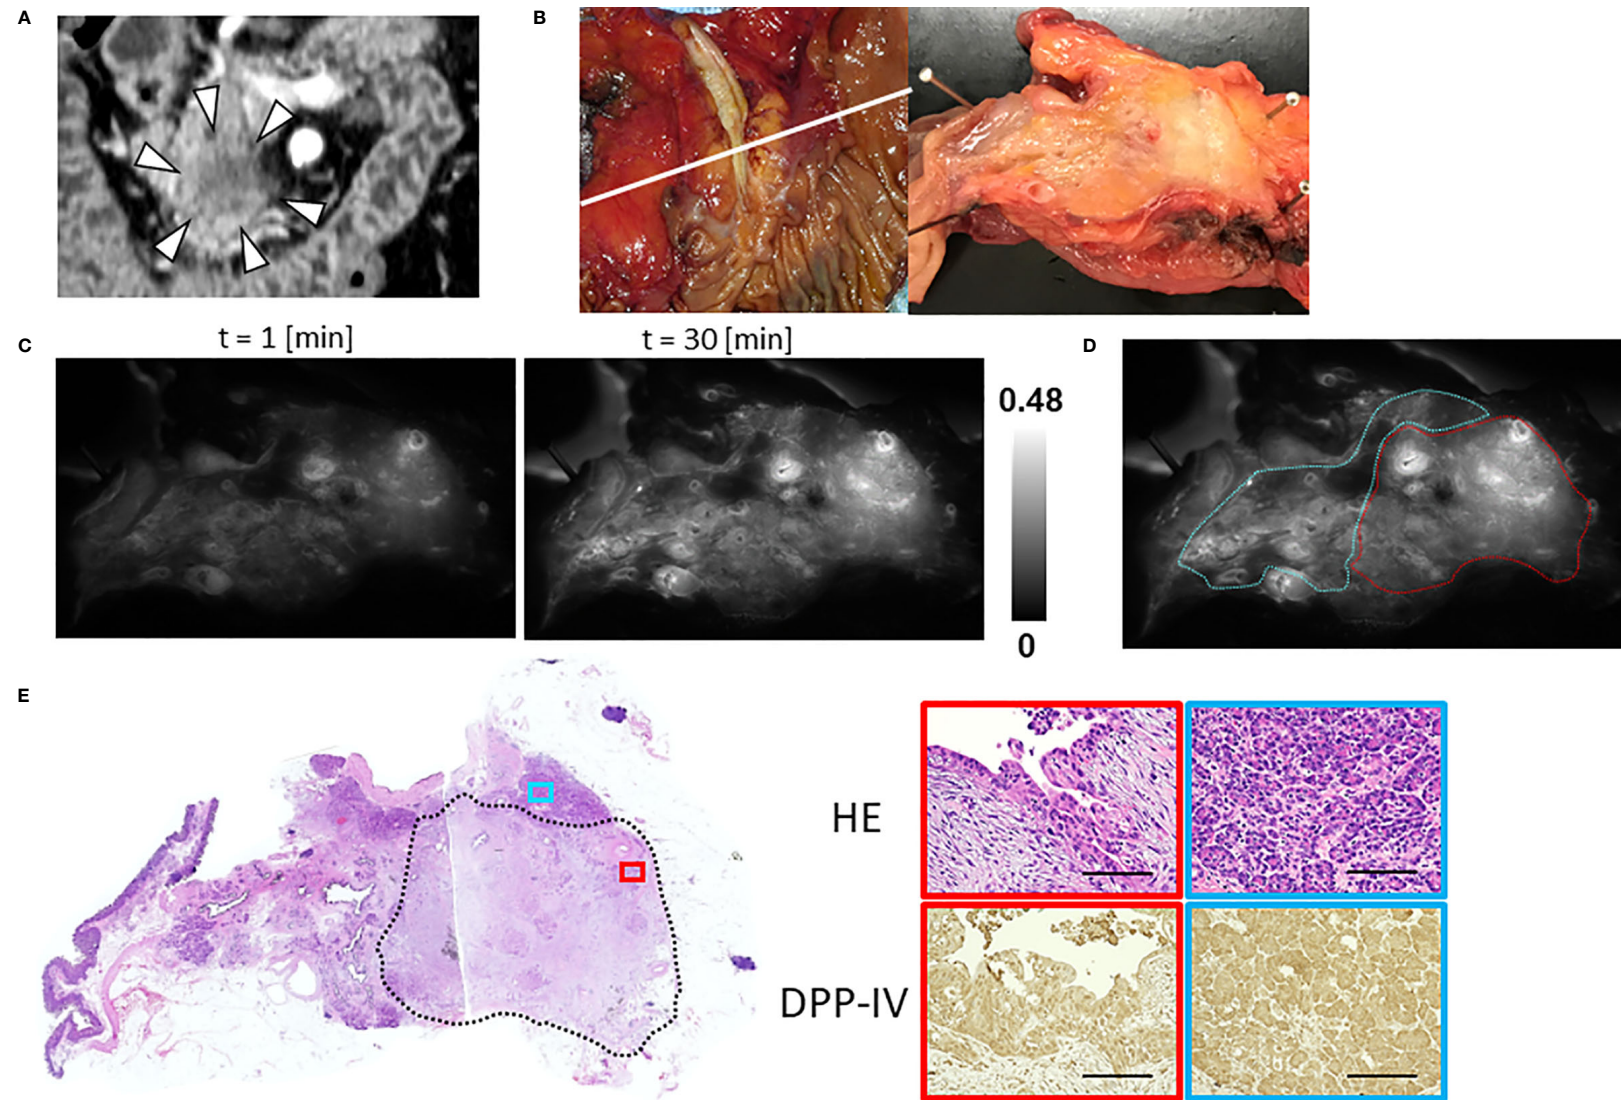 A
B
C
t = 1 [min]
t = 30 [min]
0.48
0
D
E
HE
DPP-IV